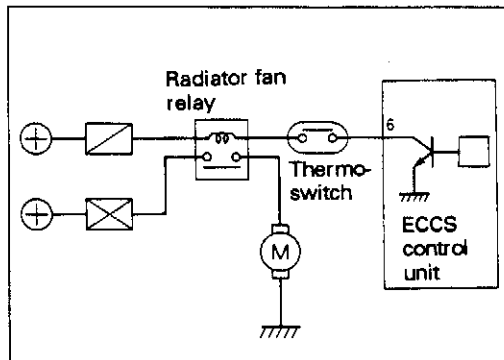 Radiator fan
relay
6
Thermo-
switch
M
ECCS
control
unit